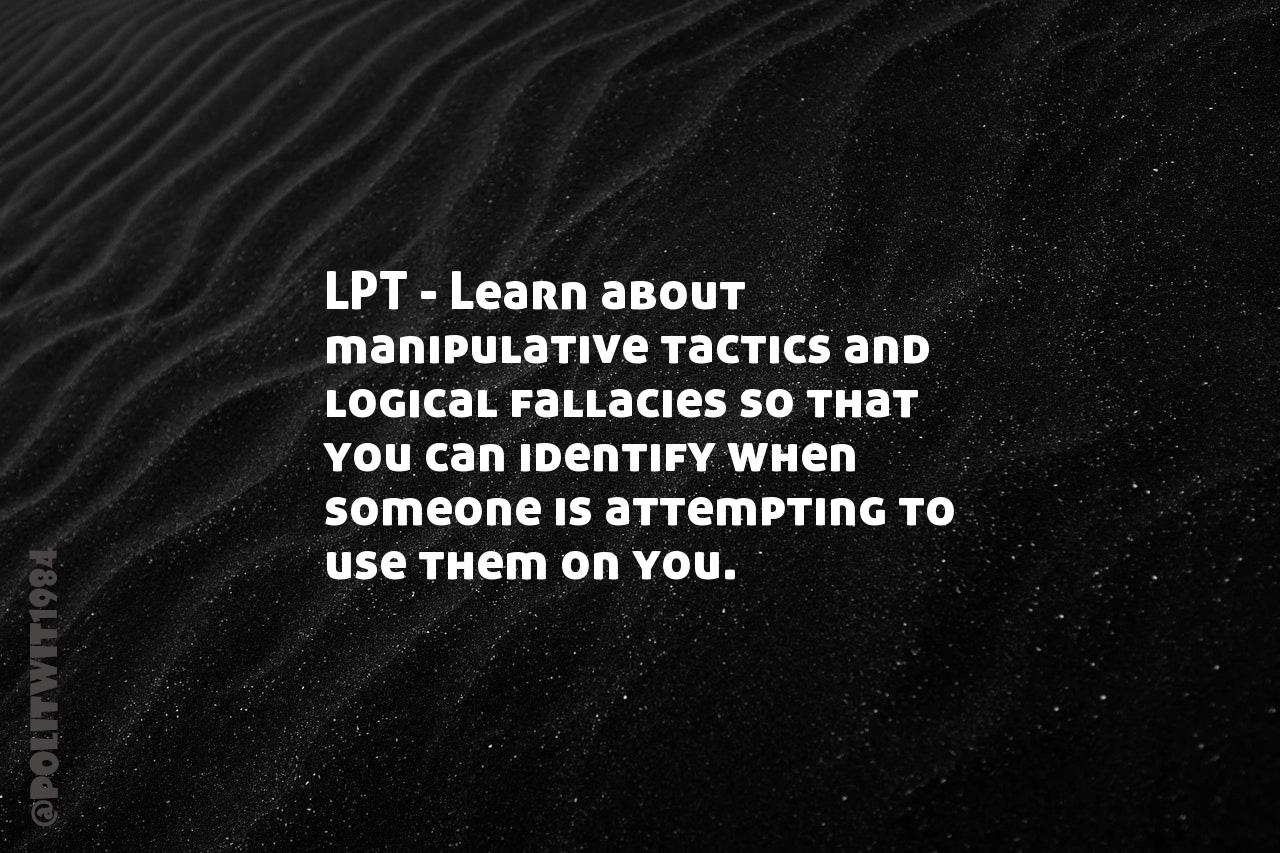 LPT - Learn about
manipulative tactics and
logical fallacies so that
you can identify when
someone is attempting to
use them on you.
@POLITWIT1984